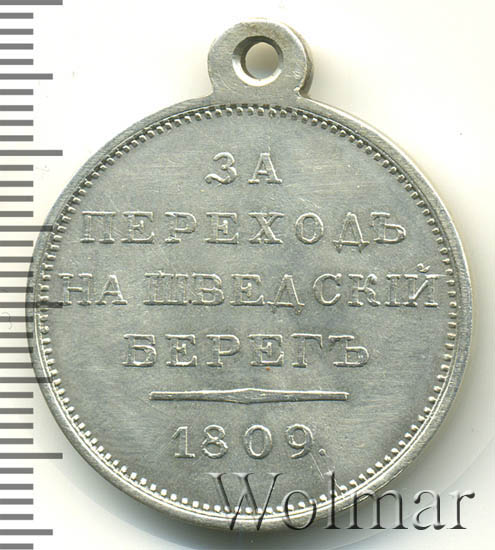 ЗА
ПЕРЕХОДЪ
НА ШВЕДСКІЙ
БЕРЕГЪ
1809.
Wolmar